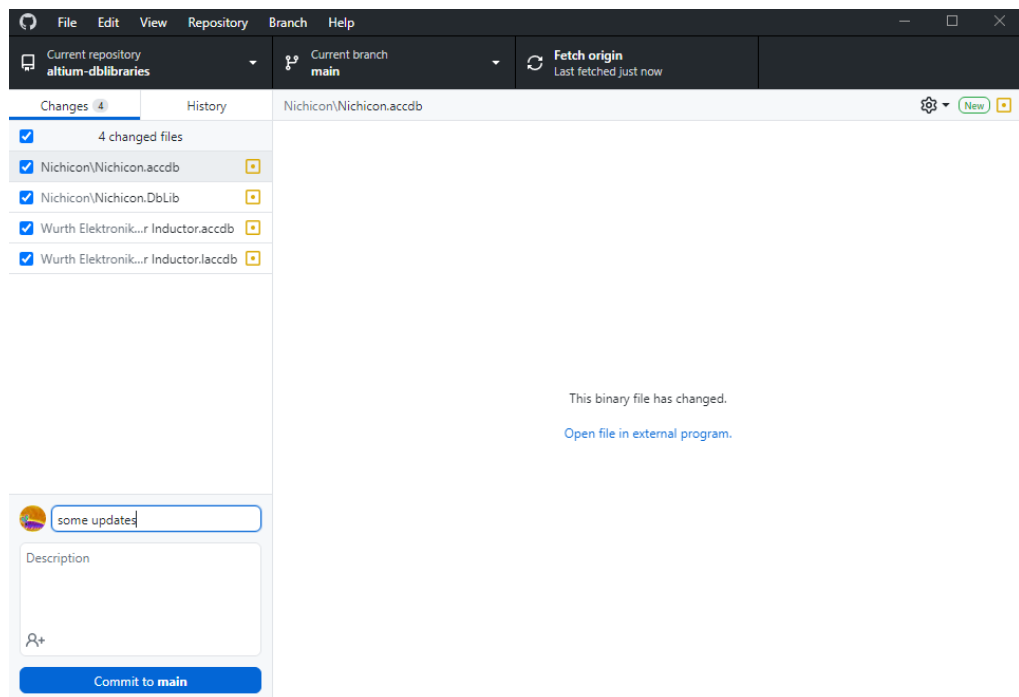 File Edit View Repository Branch Help
Current repository
altium-dblibraries
Current branch
main
Fetch origin
Last fetched just now
Changes 4
History
Nichicon\Nichicon.accdb
New
4 changed files
Nichicon\Nichicon.accdb
Nichicon\Nichicon.DbLib
Wurth Elektronik...r Inductor.accdb
Wurth Elektronik...r Inductor.laccdb
This binary file has changed.
Open file in external program.
some updates
Description
Commit to main